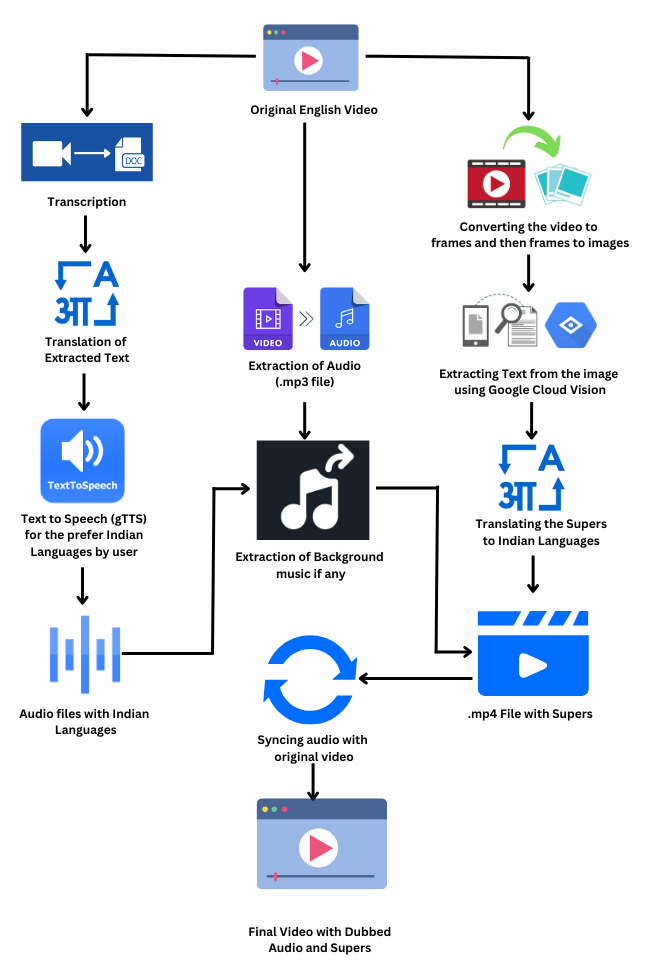 Original English Video
DOC
Transcription
Converting the video to
frames and then frames to images
A
आ
Translation of
Extracted Text
VIDEO
AUDIO
Extraction of Audio
(.mp3 file)
Extracting Text from the image
using Google Cloud Vision
TextToSpeech
Text to Speech (gTTS)
for the prefer Indian
Languages by user
A
आ
Translating the Supers
to Indian Languages
Extraction of Background
music if any
Audio files with Indian
Languages
.mp4 File with Supers
Syncing audio with
original video
Final Video with Dubbed
Audio and Supers